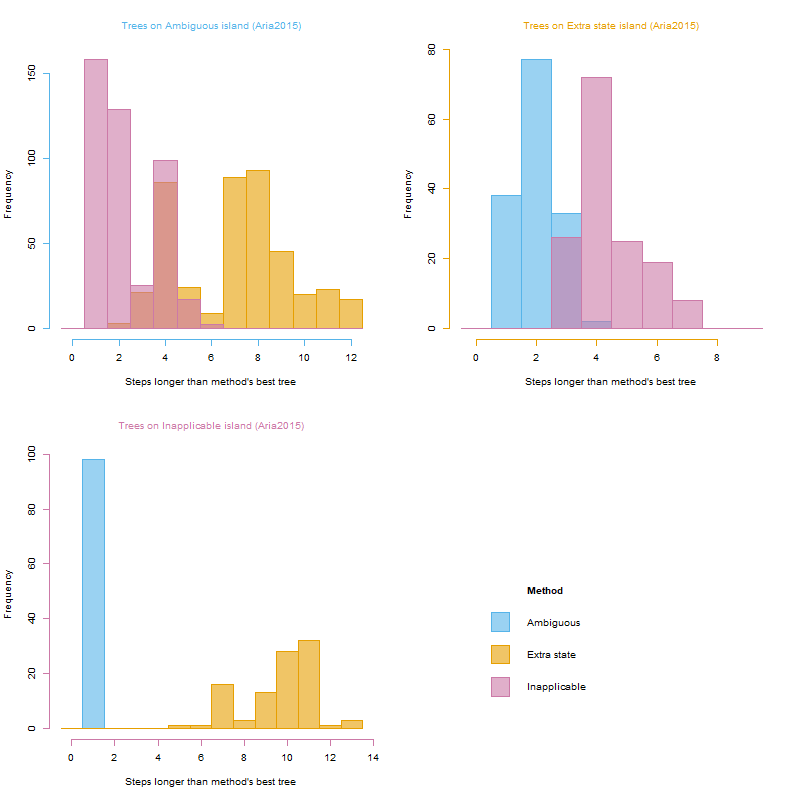 Trees on Ambiguous island (Aria2015)
Frequency
0 50 100 150
0 2 4 6 8 10 12
Steps longer than method's best tree
Trees on Extra state island (Aria2015)
Frequency
0 20 40 60 80
0 2 4 6 8
Steps longer than method's best tree
Trees on Inapplicable island (Aria2015)
Frequency
0 20 40 60 80 100
0 2 4 6 8 10 12 14
Steps longer than method's best tree
Method
Ambiguous
Extra state
Inapplicable